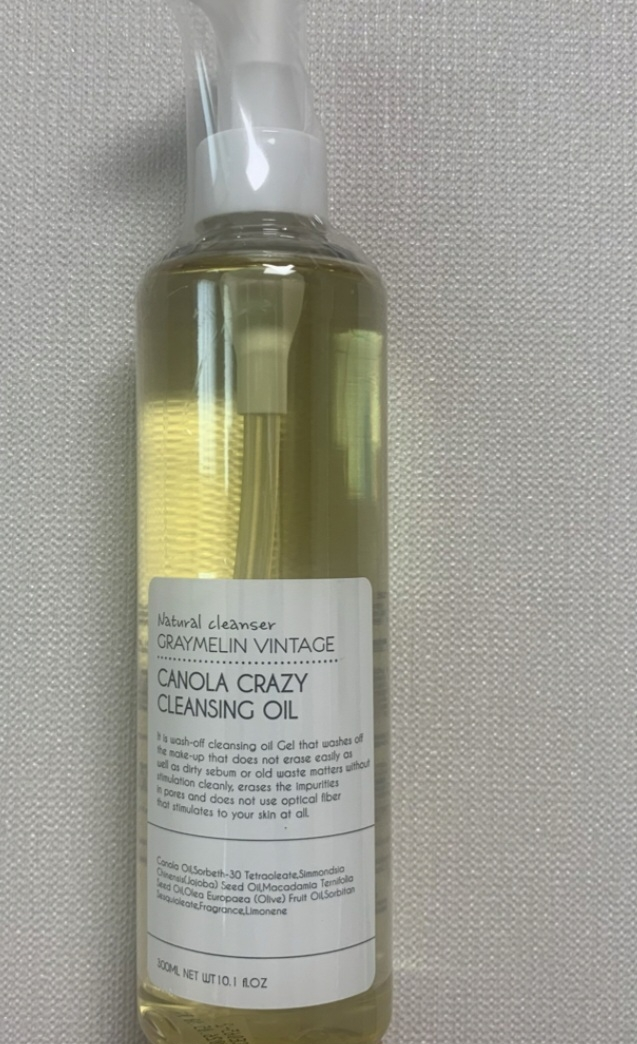 Natural cleanser
GRAYMELIN VINTAGE
CANOLA CRAZY
CLEANSING OIL
It is wash-off cleansing oil Gel that washes off
the make-up that does not erase easily as
well as dirty sebum or old waste matters without
stimulation cleanly, erases the impurities
in pores and does not use optical fiber
that stimulates to your skin at all.
Canola Oil,Sorbeth-30 Tetraoleate,Simmondsia
Chinensis(Jojoba) Seed Oil,Macadamia Ternifolia
Seed Oil,Olea Europaea (Olive) Fruit Oil,Sorbitan
Sesquioleate,Fragrance,Limonene
300ML NET WT10.1 fl.OZ